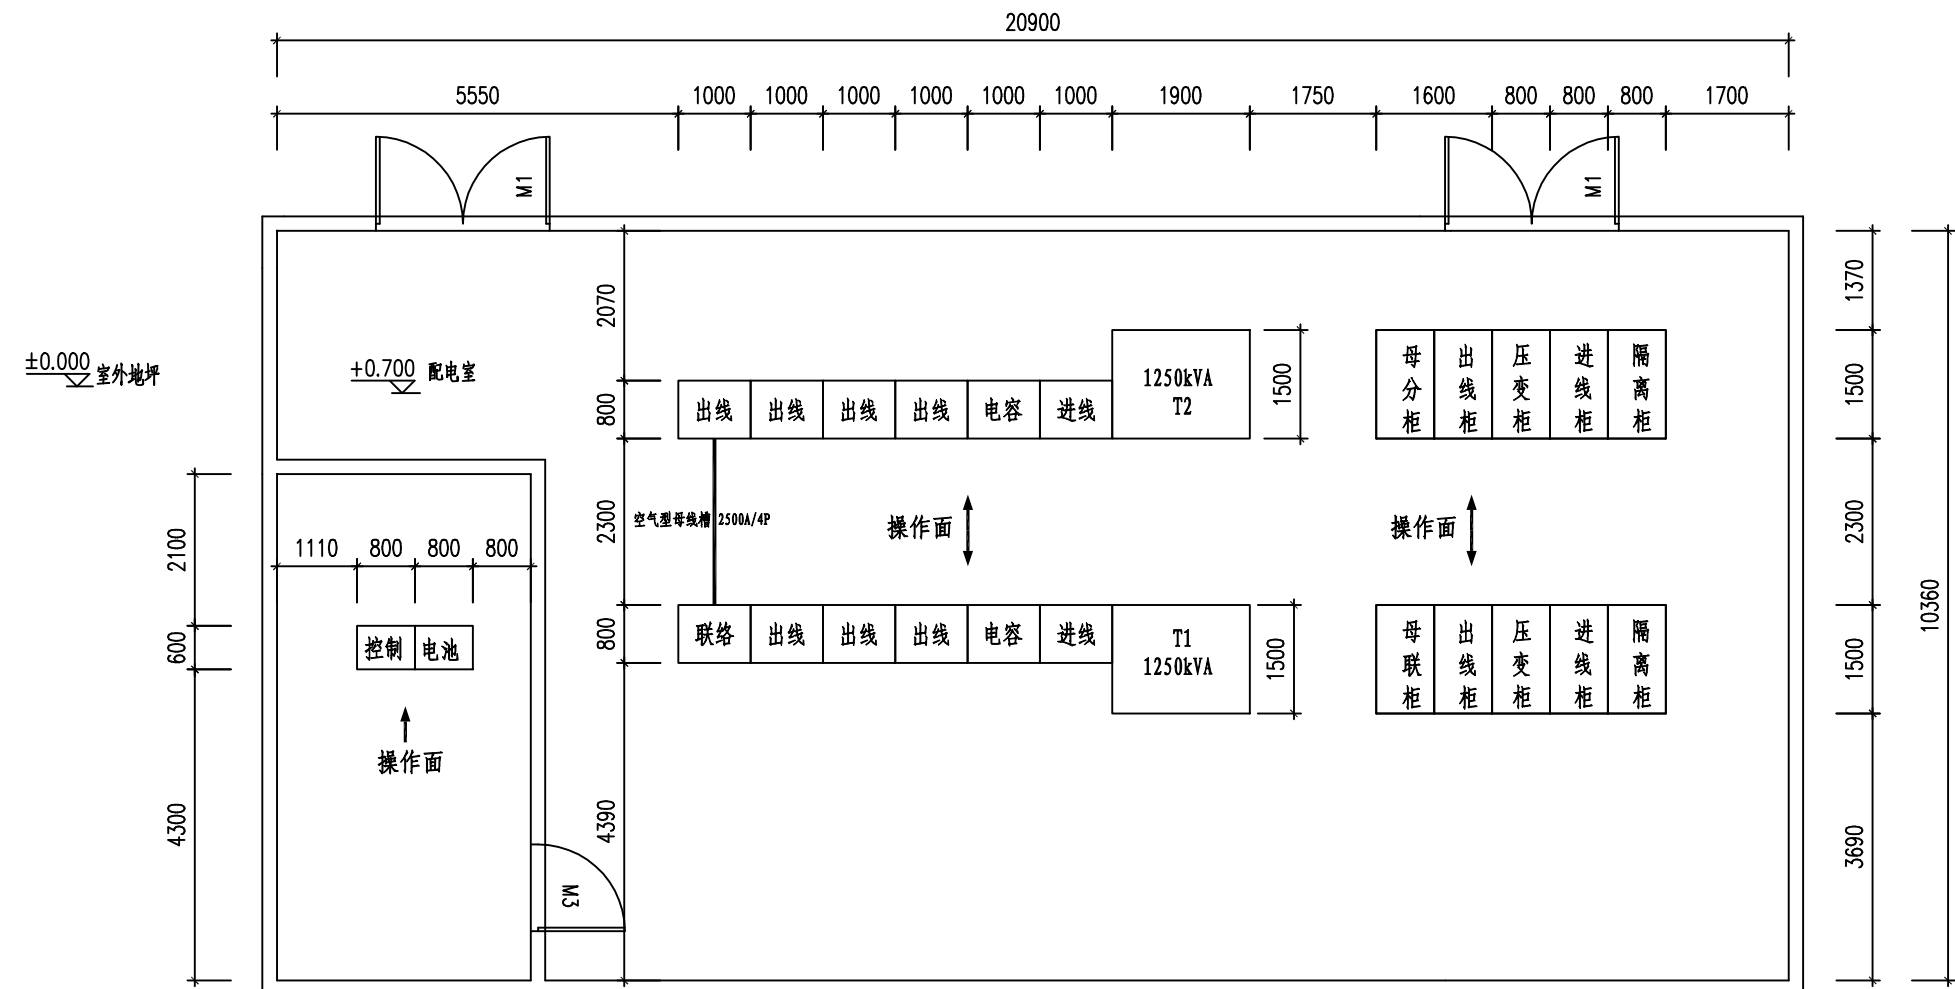 20900
5550
1000
1000
1000
1000
1000
1000
1900
1750
1600
800
800
800
1700
M1
M1
2070
1370
±0.000 室外地坪
+0.700 配电室
800
出线
出线
出线
出线
电容
进线
1250kVA
T2
1500
母分柜
出线柜
压变柜
进线柜
隔离柜
1500
2100
2300
空气型母线槽 2500A/4P
操作面
操作面
2300
10360
1110
800
800
800
600
控制
电池
800
联络
出线
出线
出线
电容
进线
T1
1250kVA
1500
母联柜
出线柜
压变柜
进线柜
隔离柜
1500
操作面
4300
4390
3690
M3